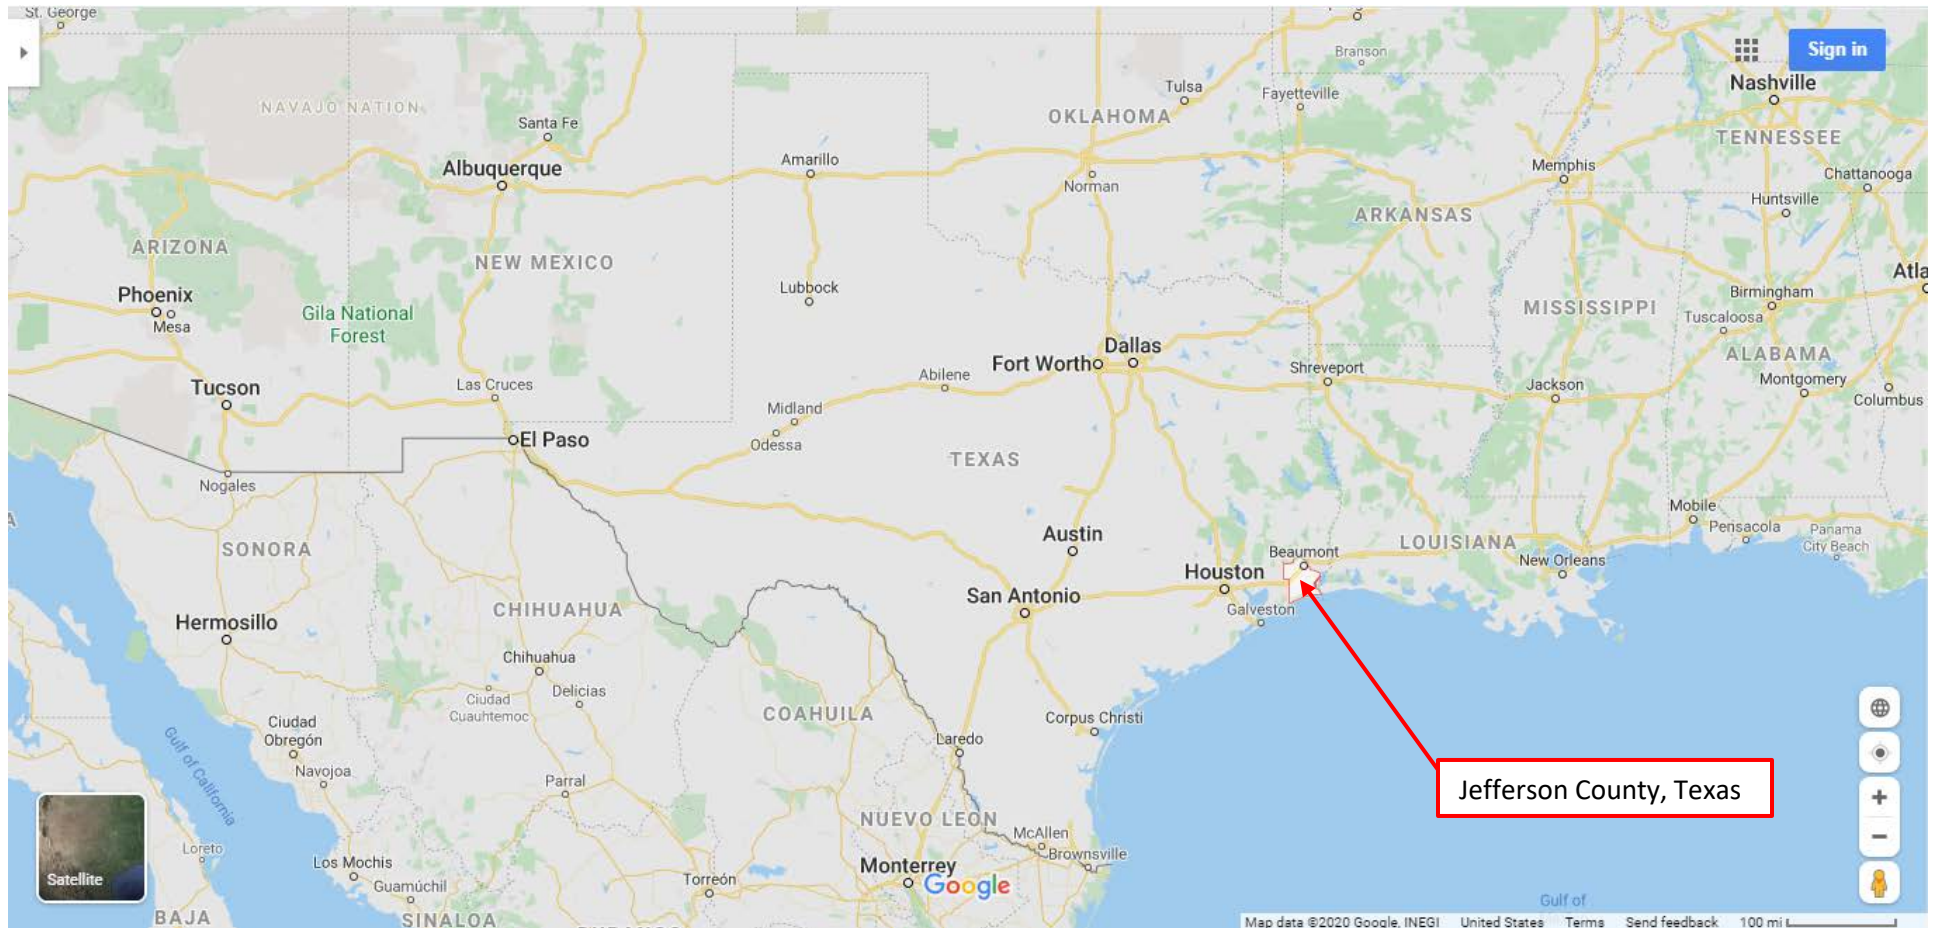 St. George
Branson
Sign in
Nashville
Tulsa
Fayetteville
NAVAJO NATION
OKLAHOMA
Santa Fe
TENNESSEE
Amarillo
Albuquerque
Memphis
Chattanooga
Norman
Huntsville
ARKANSAS
ARIZONA
NEW MEXICO
Atla
Lubbock
Phoenix
Birmingham
MISSISSIPPI
Gila National
Forest
Mesa
Tuscaloosa
Dallas
ALABAMA
Fort Worth
Shreveport
Abilene
Montgomery
Tucson
Las Cruces
Jackson
Columbus
Midland
El Paso
Odessa
TEXAS
Nogales
Mobile
Pensacola
Panama
City Beach
Austin
LOUISIANA
SONORA
Beaumont
New Orleans
Houston
San Antonio
CHIHUAHUA
Galveston
Hermosillo
Chihuahua
Delicias
Ciudad
Cuauhtemoc
COAHUILA
Corpus Christi
Ciudad
Obregón
Laredo
Gulf of California
Navojoa
Parral
Jefferson County, Texas
NUEVO LEON
McAllen
Loreto
Brownsville
Los Mochis
Monterrey
Google
Satellite
Guamúchil
Torreón
Gulf of
BAJA
SINALOA
Map data ©2020 Google, INEGI United States Terms Send feedback 100 mi